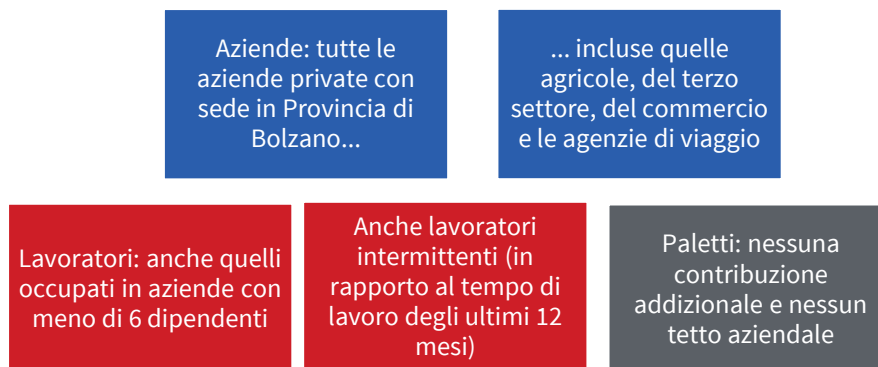 Aziende: tutte le
aziende private con
sede in Provincia di
Bolzano...
... incluse quelle
agricole, del terzo
settore, del commercio
e le agenzie di viaggio
Lavoratori: anche quelli
occupati in aziende con
meno di 6 dipendenti
Anche lavoratori
intermittenti (in
rapporto al tempo di
lavoro degli ultimi 12
mesi)
Paletti: nessuna
contribuzione
addizionale e nessun
tetto aziendale